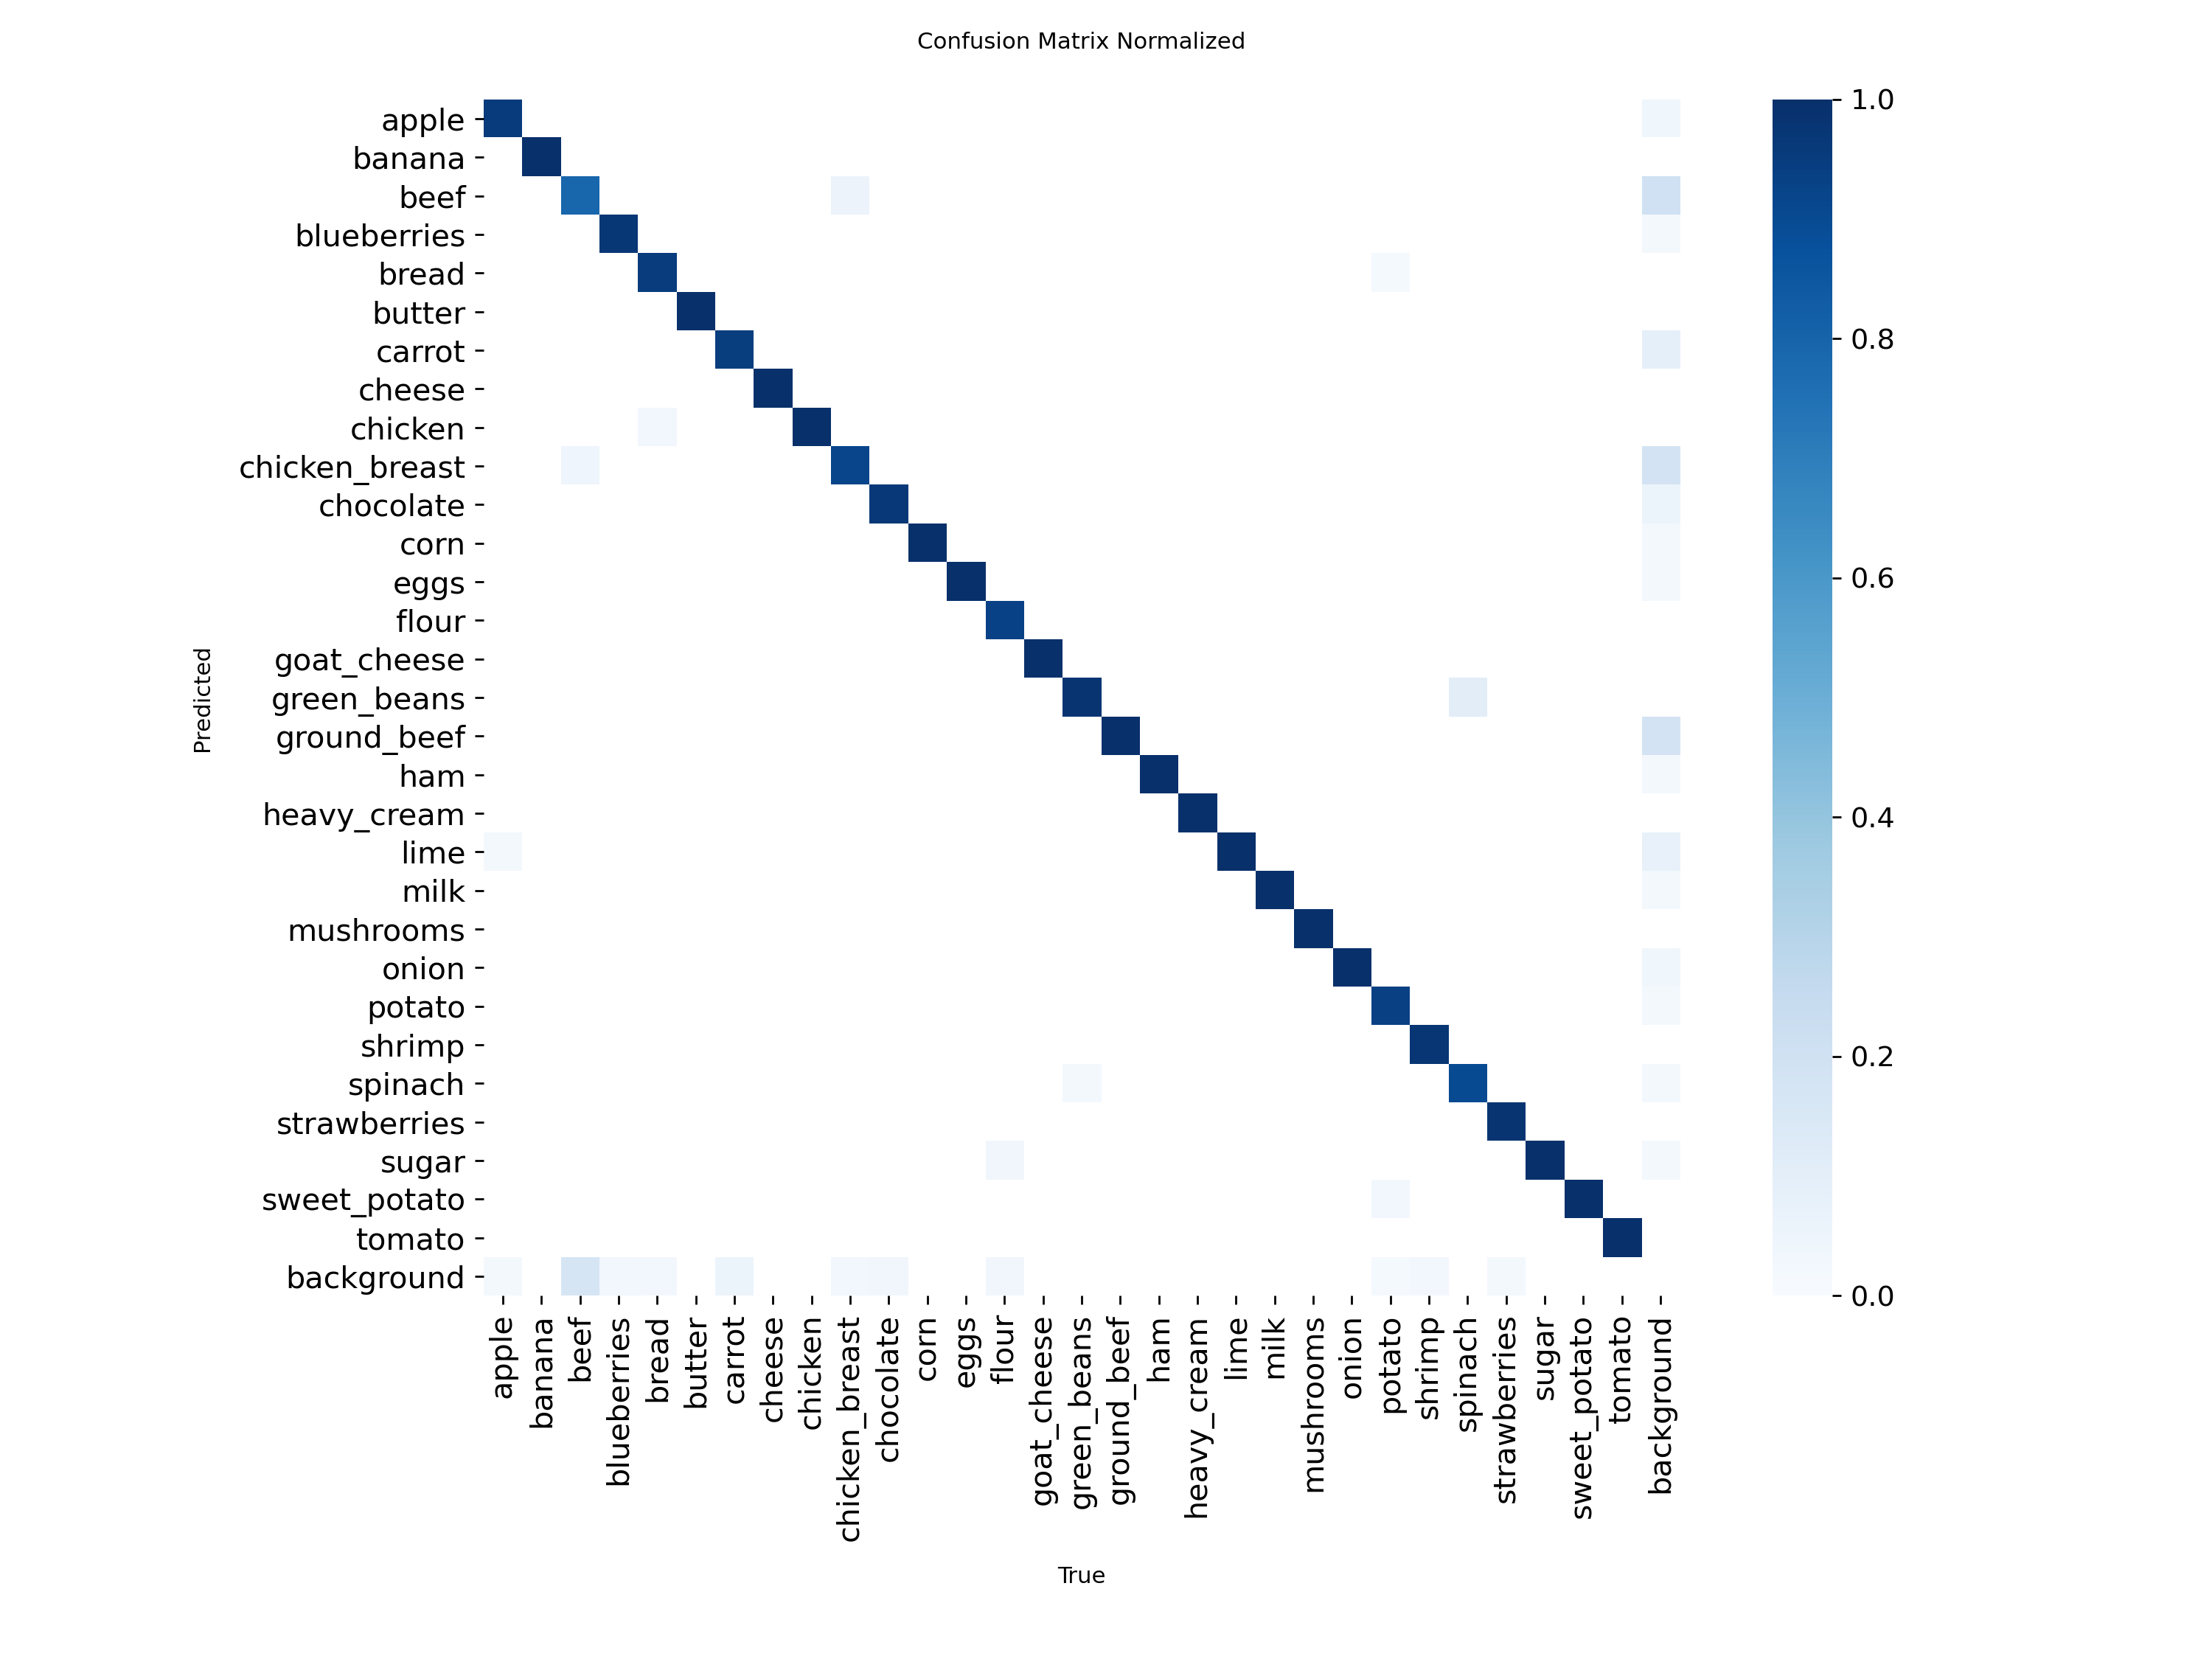 Confusion Matrix Normalized
apple
banana
beef
blueberries
bread
butter
carrot
cheese
chicken
chicken_breast
chocolate
corn
eggs
flour
goat_cheese
green_beans
ground_beef
ham
heavy_cream
lime
milk
mushrooms
onion
potato
shrimp
spinach
strawberries
sugar
sweet_potato
tomato
background
Predicted
apple
banana
beef
blueberries
bread
butter
carrot
cheese
chicken
chicken_breast
chocolate
corn
eggs
flour
goat_cheese
green_beans
ground_beef
ham
heavy_cream
lime
milk
mushrooms
onion
potato
shrimp
spinach
strawberries
sugar
sweet_potato
tomato
background
True
1.0
0.8
0.6
0.4
0.2
0.0